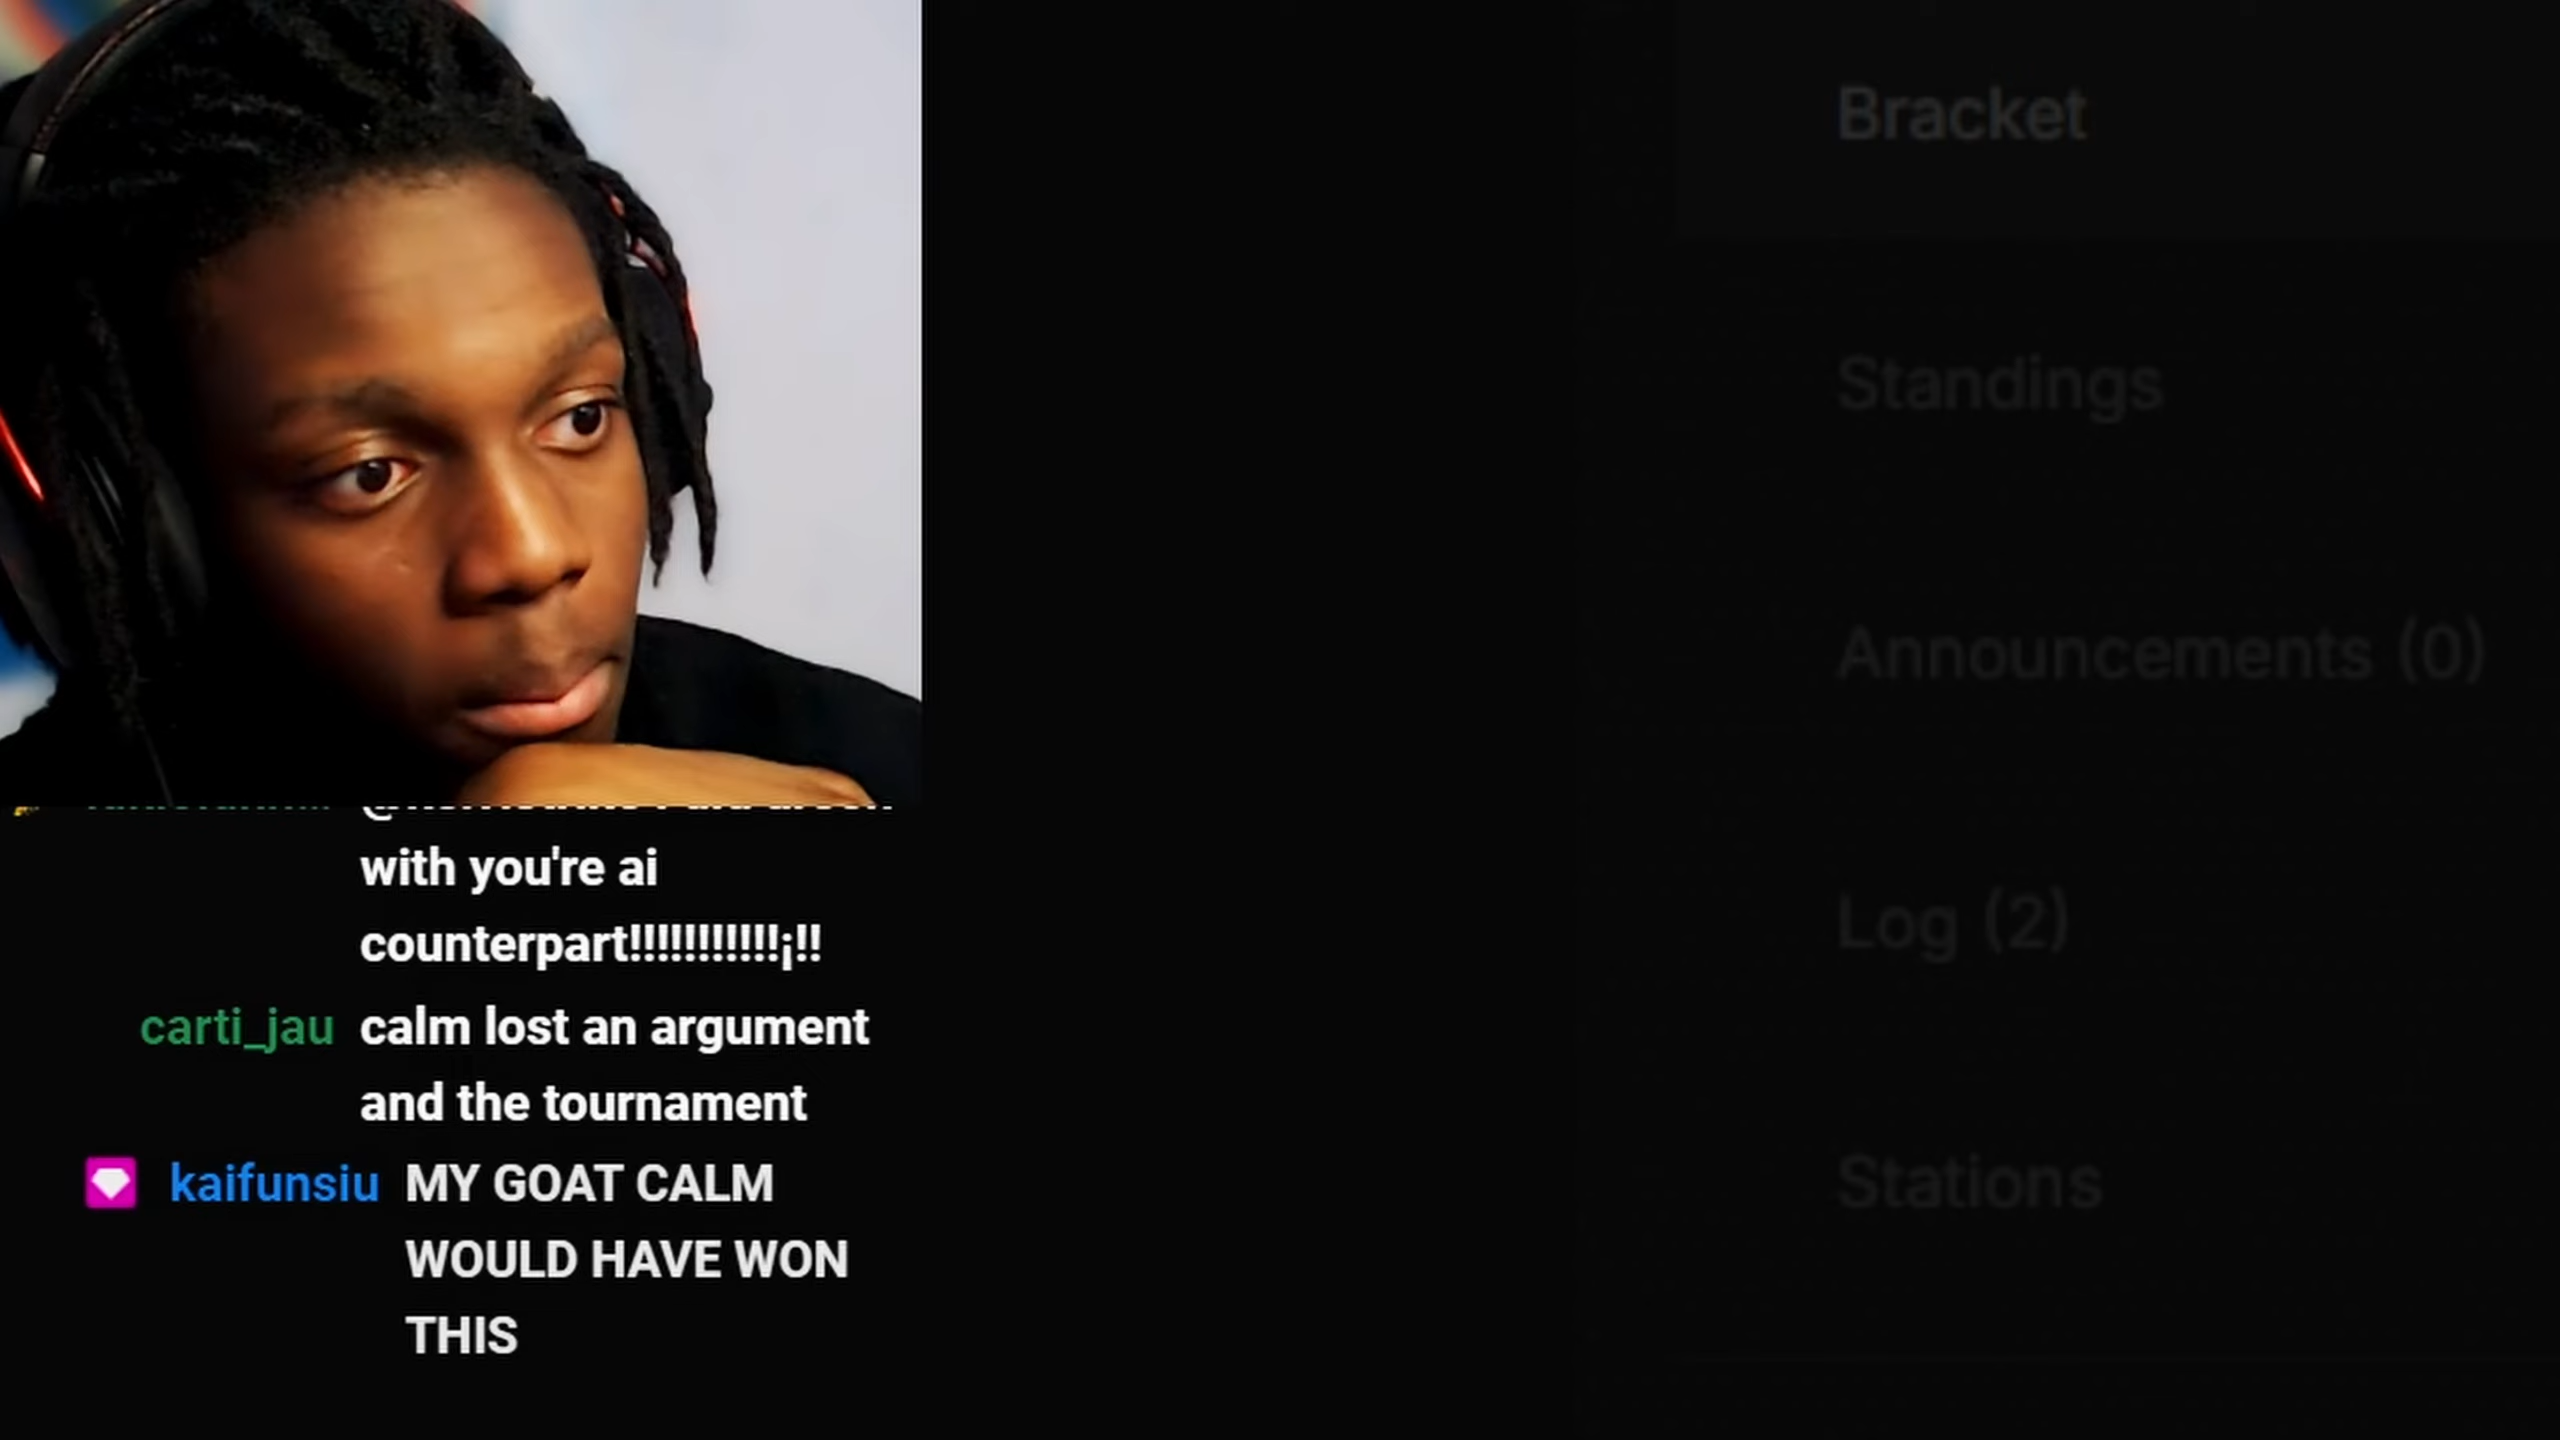 with you're ai
counterpart!!!!!!!!!!!¡!!
carti_jau calm lost an argument
and the tournament
kaifunsiu MY GOAT CALM
WOULD HAVE WON
THIS
Bracket
Standings
Announcements (0)
Log (2)
Stations